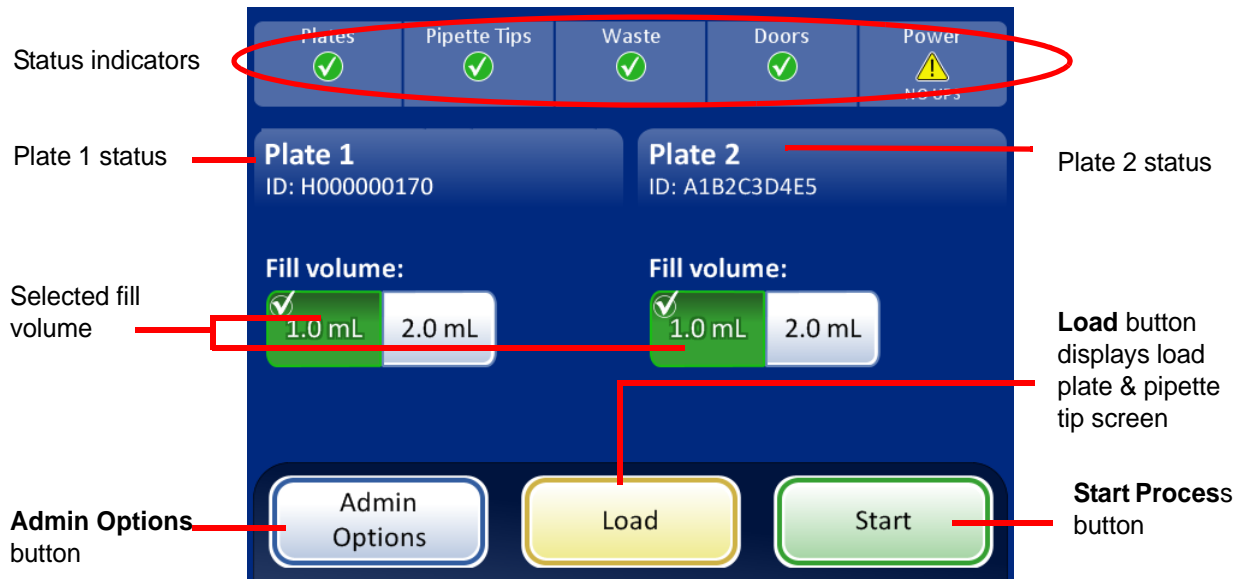 Status indicators
Plates
Pipette Tips
Waste
Doors
Power
NO UPS
Plate 1 status
Plate 1
ID: H000000170
Plate 2
ID: A1B2C3D4E5
Plate 2 status
Fill volume:
Fill volume:
Selected fill
volume
1.0 mL
2.0 mL
1.0 mL
2.0 mL
Load button
displays load
plate & pipette
tip screen
Admin Options
button
Admin
Options
Load
Start
Start Process
button